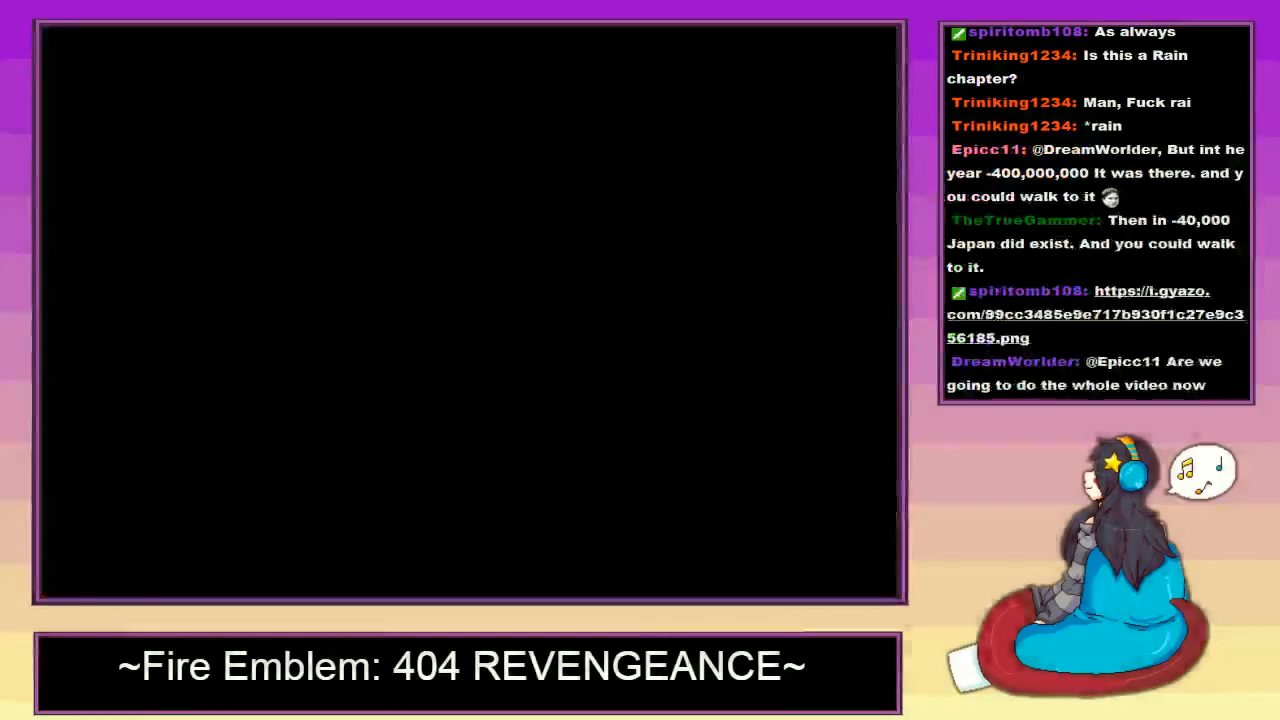 spiritomb108: As always
Triniking1234: Is this a Rain
chapter?
Triniking1234: Man, Fuck rai
Triniking1234: *rain
Epicc11: @DreamWorlder, But int he
year -400,000,000 It was there. and y
ou could walk to it
TheTrueGammer: Then in -40,000
Japan did exist. And you could walk
to it.
spiritomb108: https://i.gyazo.
com/99cc3485e9e717b930f1c27e9c3
56185.png
DreamWorlder: @Epicc11 Are we
going to do the whole video now
~Fire Emblem: 404 REVENGEANCE~